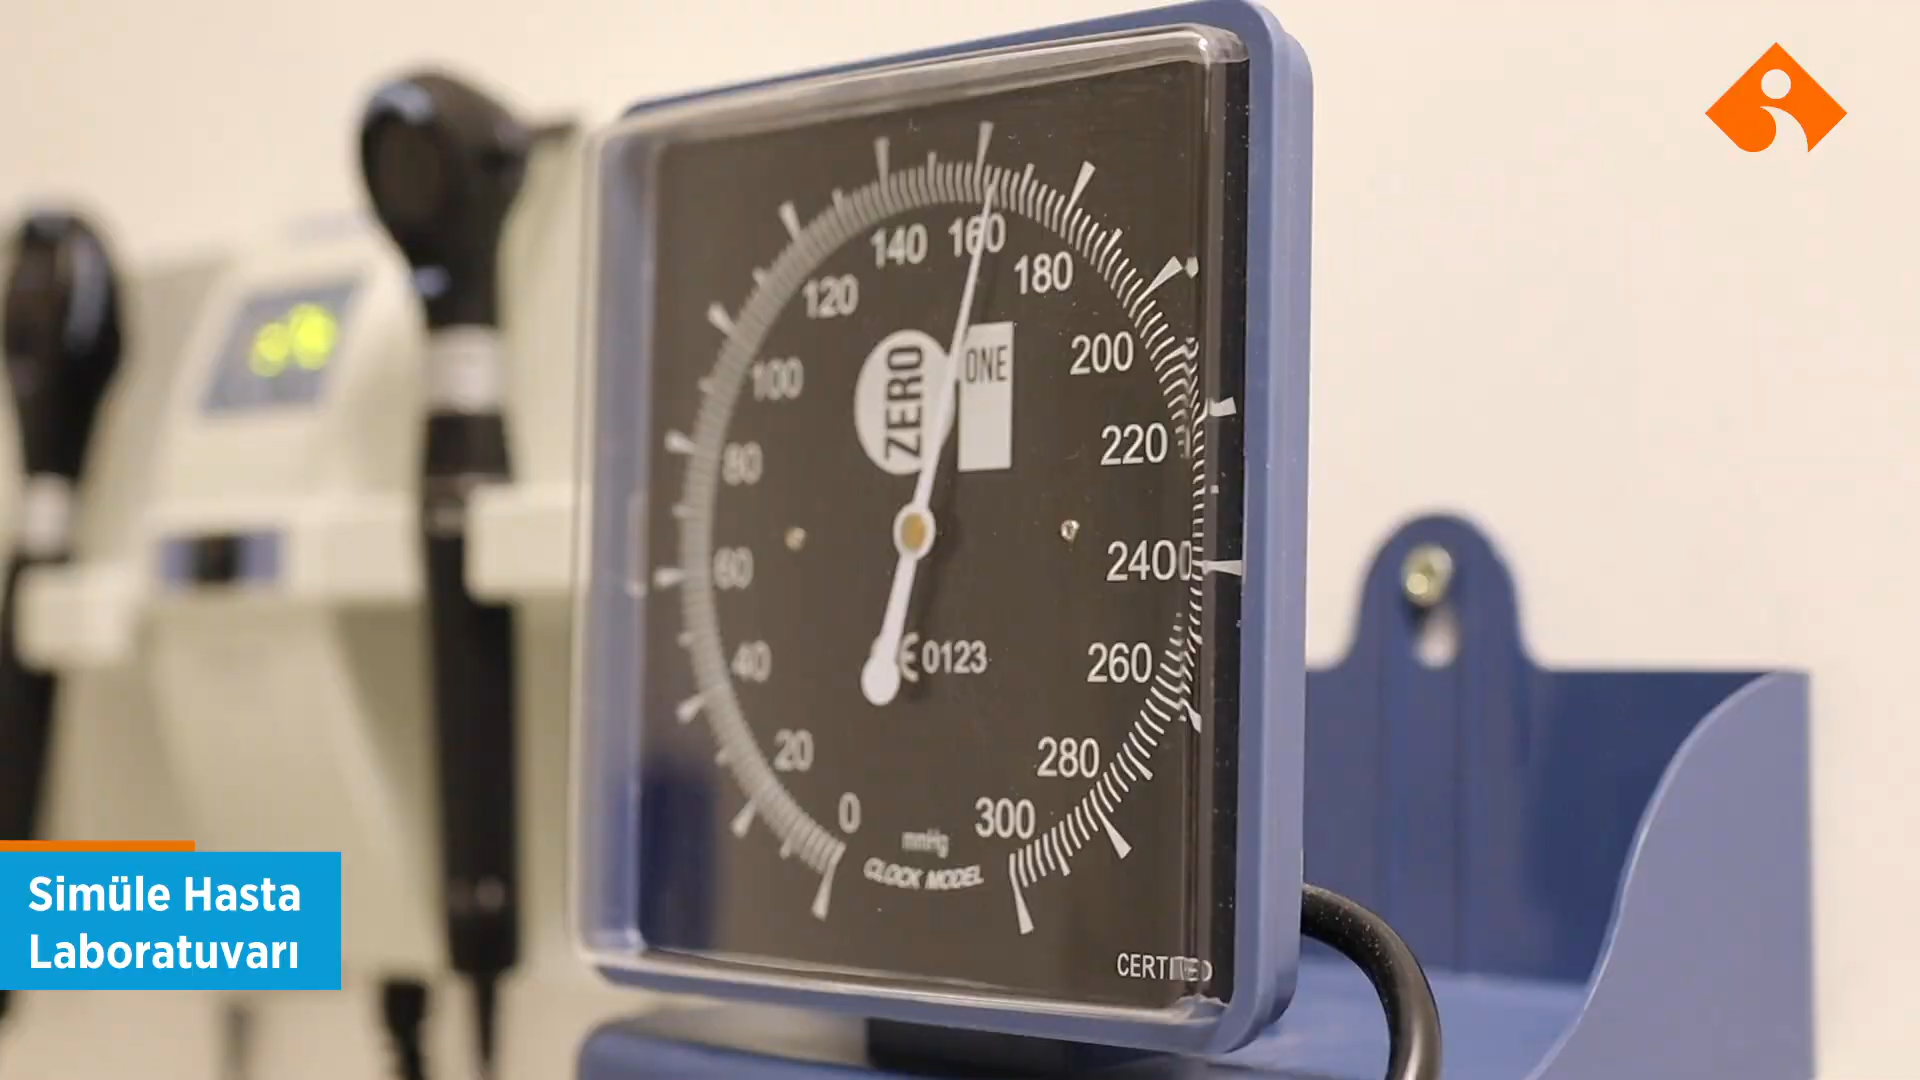 140 160
120 180
100 200
80 220
60 240
40 260
20 280
0 300
ZERO ONE
CE 0123
mmHg
CLOCK MODEL
CERTIFIED
Simüle Hasta
Laboratuvarı